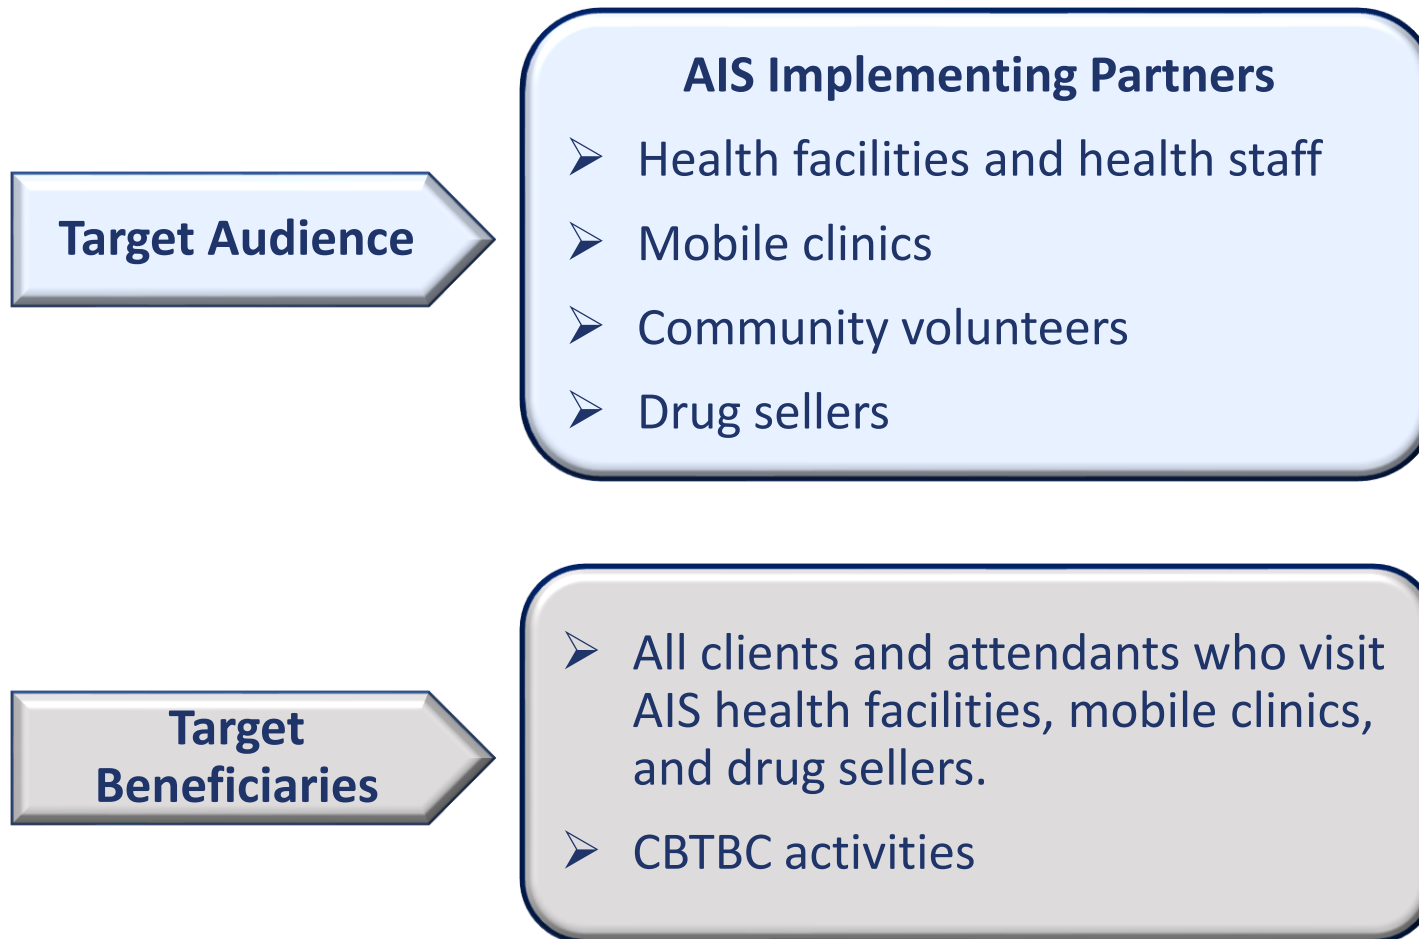 AIS Implementing Partners
➢ Health facilities and health staff
➢ Mobile clinics
➢ Community volunteers
➢ Drug sellers
Target Audience
➢ All clients and attendants who visit
AIS health facilities, mobile clinics,
and drug sellers.
➢ CBTBC activities
Target
Beneficiaries